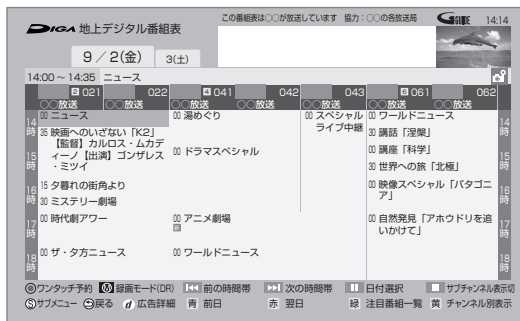 この番組表は○○が放送しています 協力：○○の各放送局 G GUIDE 14:14
DIGA 地上デジタル番組表
9／2(金) 3(土)
14:00～14:35 ニュース
2 021 022 4 041 042 043 6 061 062
○○放送 ○○放送 ○○放送 ○○放送 ○○放送 ○○放送 ○○放送
14時 00 ニュース 00 湯めぐり 00 スペシャルライブ中継 00 ワールドニュース
35 映画へのいざない「K2」 30 講話「涅槃」
【監督】カルロス・ムカデ
15時 ィーノ【出演】ゴンザレス 00 ドラマスペシャル 00 講座「科学」
・ミツイ 30 世界への旅「北極」
16時 15 夕暮れの街角より 00 映像スペシャル「パタゴニ
ア」
30 ミステリー劇場
17時 00 時代劇アワー 00 アニメ劇場 00 自然発見「アホウドリを追
いかけて」
18時 00 ザ・夕方ニュース 00 ワールドニュース
ワンタッチ予約 録画モード(DR) 前の時間帯 次の時間帯 日付選択 サブチャンネル表示切
S サブメニュー 戻る d 広告詳細 青 前日 赤 翌日 緑 注目番組一覧 黄 チャンネル別表示